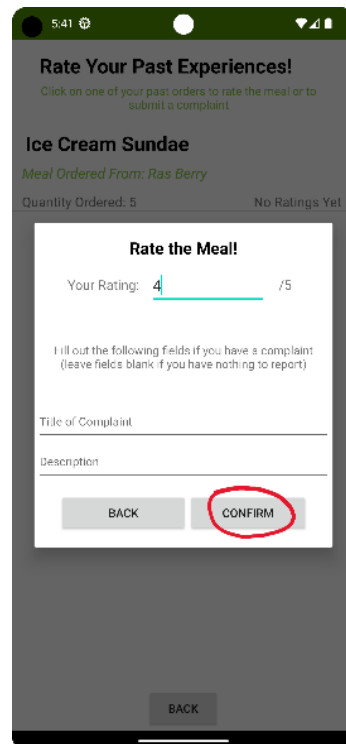 5:41
Rate Your Past Experiences!
Click on one of your past orders to rate the meal or to
submit a complaint
Ice Cream Sundae
Meal Ordered From: Ras Berry
Quantity Ordered: 5 No Ratings Yet
Rate the Meal!
Your Rating: 4 /5
Fill out the following fields if you have a complaint
(leave fields blank if you have nothing to report)
Title of Complaint
Description
BACK CONFIRM
BACK